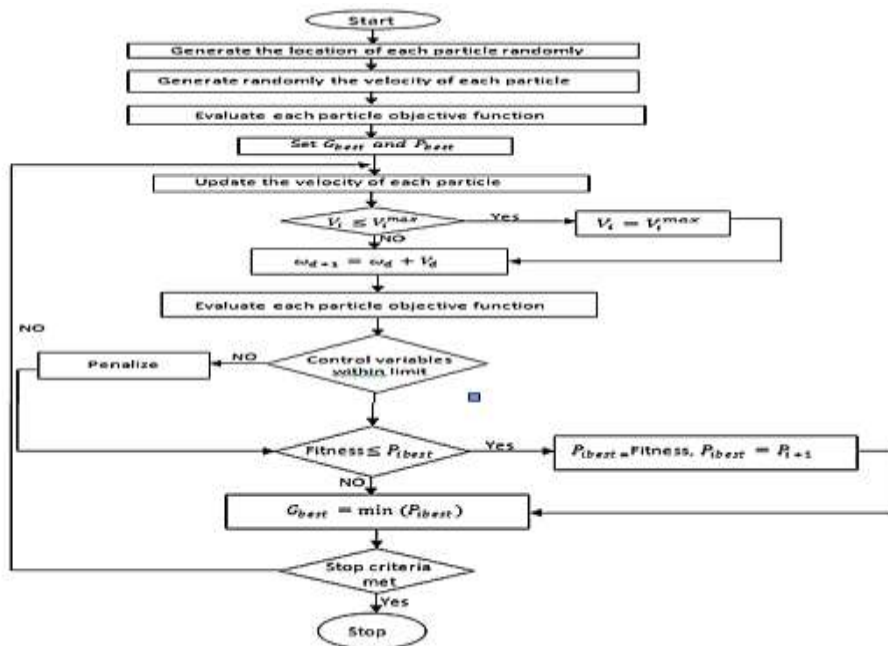 Start
Generate the location of each particle randomly
Generate randomly the velocity of each particle
Evaluate each particle objective function
Set G_best and P_best
Update the velocity of each particle
V_i ≤ V_i^max
Yes
V_i = V_i^max
NO
ω_{d+1} = ω_d + V_d
Evaluate each particle objective function
NO
Control variables
within limit
NO
Penalize
Fitness ≤ P_ibest
Yes
P_ibest = Fitness, P_ibest = P_{i+1}
NO
G_best = min (P_ibest)
Stop criteria
met
Yes
Stop